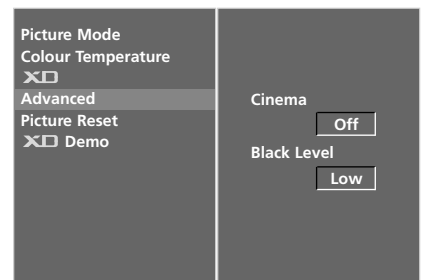 Picture Mode
Colour Temperature
XD
Advanced
Picture Reset
XD Demo
Cinema
Off
Black Level
Low